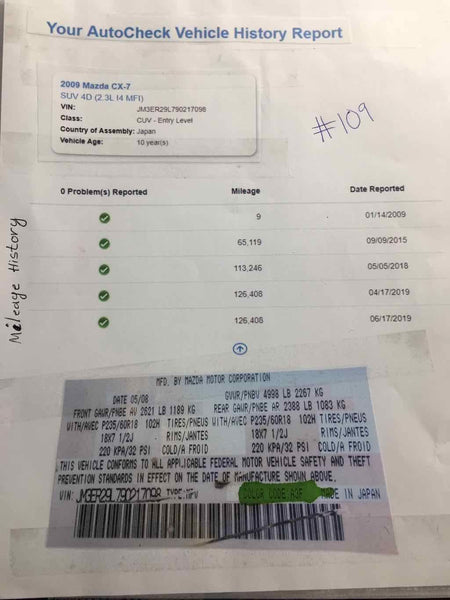 Your AutoCheck Vehicle History Report
2009 Mazda CX-7
SUV 4D (2.3L I4 MFI)
VIN: JM3ER29L790217098
Class: CUV - Entry Level
Country of Assembly: Japan
Vehicle Age: 10 year(s)
#109
0 Problem(s) Reported Mileage Date Reported
9 01/14/2009
65,119 09/09/2015
113,246 05/05/2018
126,408 04/17/2019
126,408 06/17/2019
Mileage History
MFD. BY MAZDA MOTOR CORPORATION
DATE 05/08 GVWR/PNBV 4998 LB 2267 KG
FRONT GAWR/PNBE AV 2621 LB 1189 KG REAR GAWR/PNBE AR 2388 LB 1083 KG
WITH/AVEC P235/60R18 102H TIRES/PNEUS WITH/AVEC P235/60R18 102H TIRES/PNEUS
18X7 1/2J RIMS/JANTES 18X7 1/2J RIMS/JANTES
220 KPA/32 PSI COLD/A FROID 220 KPA/32 PSI COLD/A FROID
THIS VEHICLE CONFORMS TO ALL APPLICABLE FEDERAL MOTOR VEHICLE SAFETY AND THEFT
PREVENTION STANDARDS IN EFFECT ON THE DATE OF MANUFACTURE SHOWN ABOVE.
VIN: JM3ER29L790217098 TYPE:MPV COLOR CODE:A3F MADE IN JAPAN